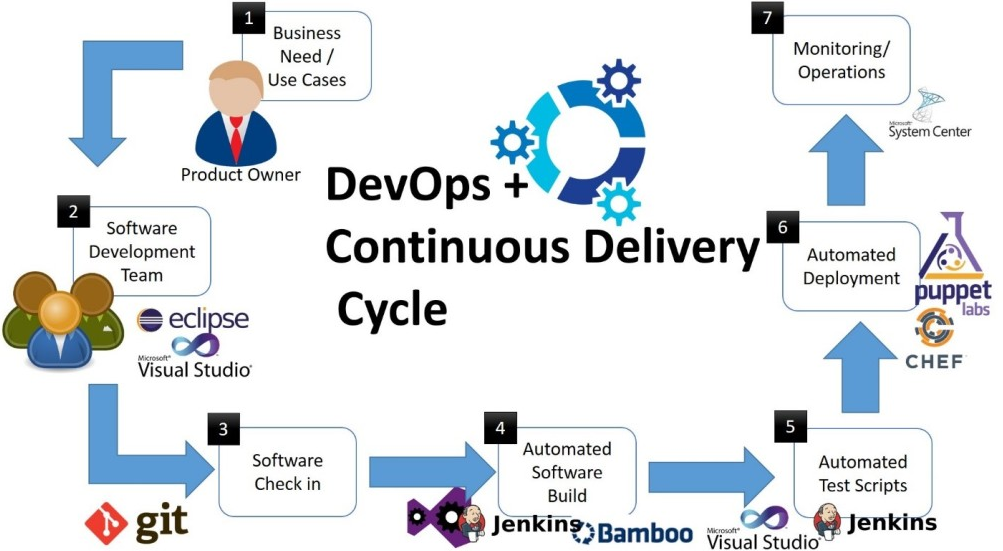 1
Business
Need /
Use Cases
Product Owner
2
Software
Development
Team
eclipse
Microsoft®
Visual Studio®
DevOps +
Continuous Delivery
Cycle
3
Software
Check in
git
4
Automated
Software
Build
Jenkins
Bamboo
5
Automated
Test Scripts
Microsoft®
Visual Studio®
Jenkins
6
Automated
Deployment
puppet
labs
CHEF
7
Monitoring/
Operations
Microsoft®
System Center